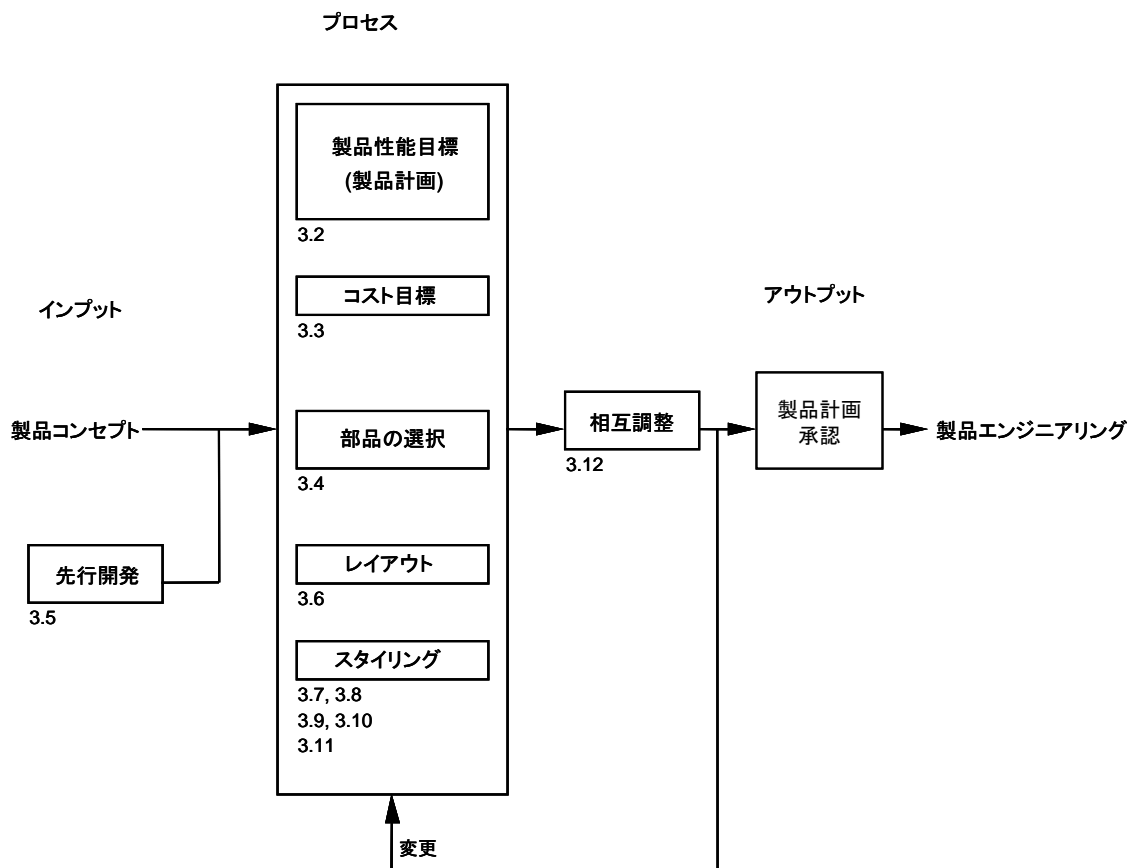 プロセス
製品性能目標
(製品計画)
3.2
インプット
コスト目標
3.3
アウトプット
製品コンセプト
部品の選択
3.4
相互調整
3.12
製品計画
承認
製品エンジニアリング
先行開発
3.5
レイアウト
3.6
スタイリング
3.7, 3.8
3.9, 3.10
3.11
変更